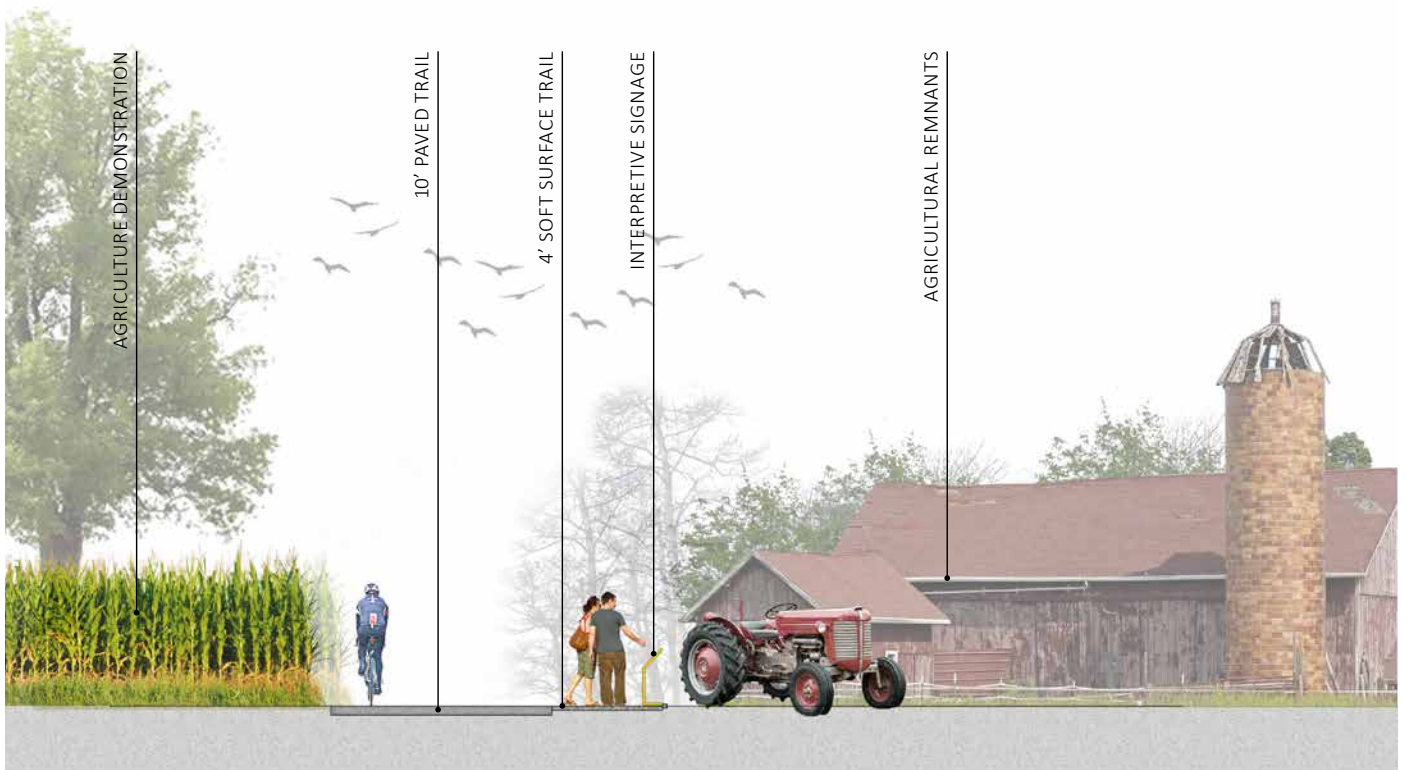 AGRICULTURE DEMONSTRATION
10’ PAVED TRAIL
4’ SOFT SURFACE TRAIL
INTERPRETIVE SIGNAGE
AGRICULTURAL REMNANTS